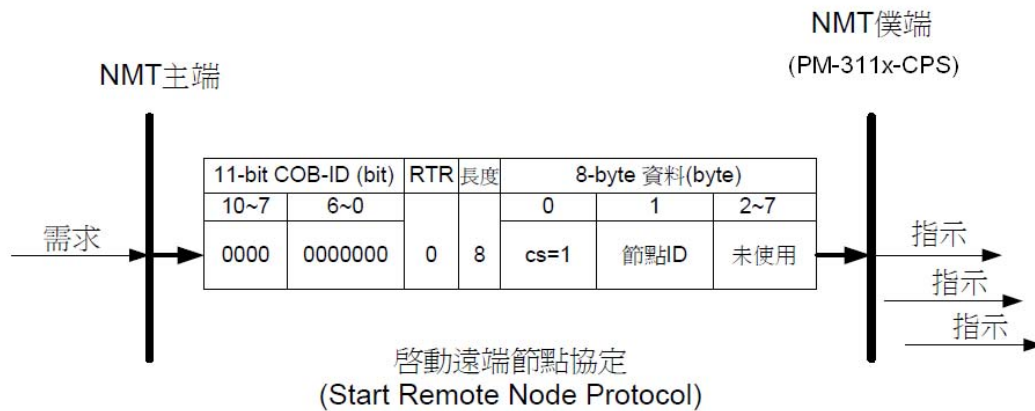 NMT僕端
(PM-311x-CPS)
NMT主端
11-bit COB-ID (bit) RTR 長度 8-byte 資料(byte)
10~7 6~0 0 1 2~7
需求 0000 0000000 0 8 cs=1 節點ID 未使用 指示
指示
指示
啓動遠端節點協定
(Start Remote Node Protocol)